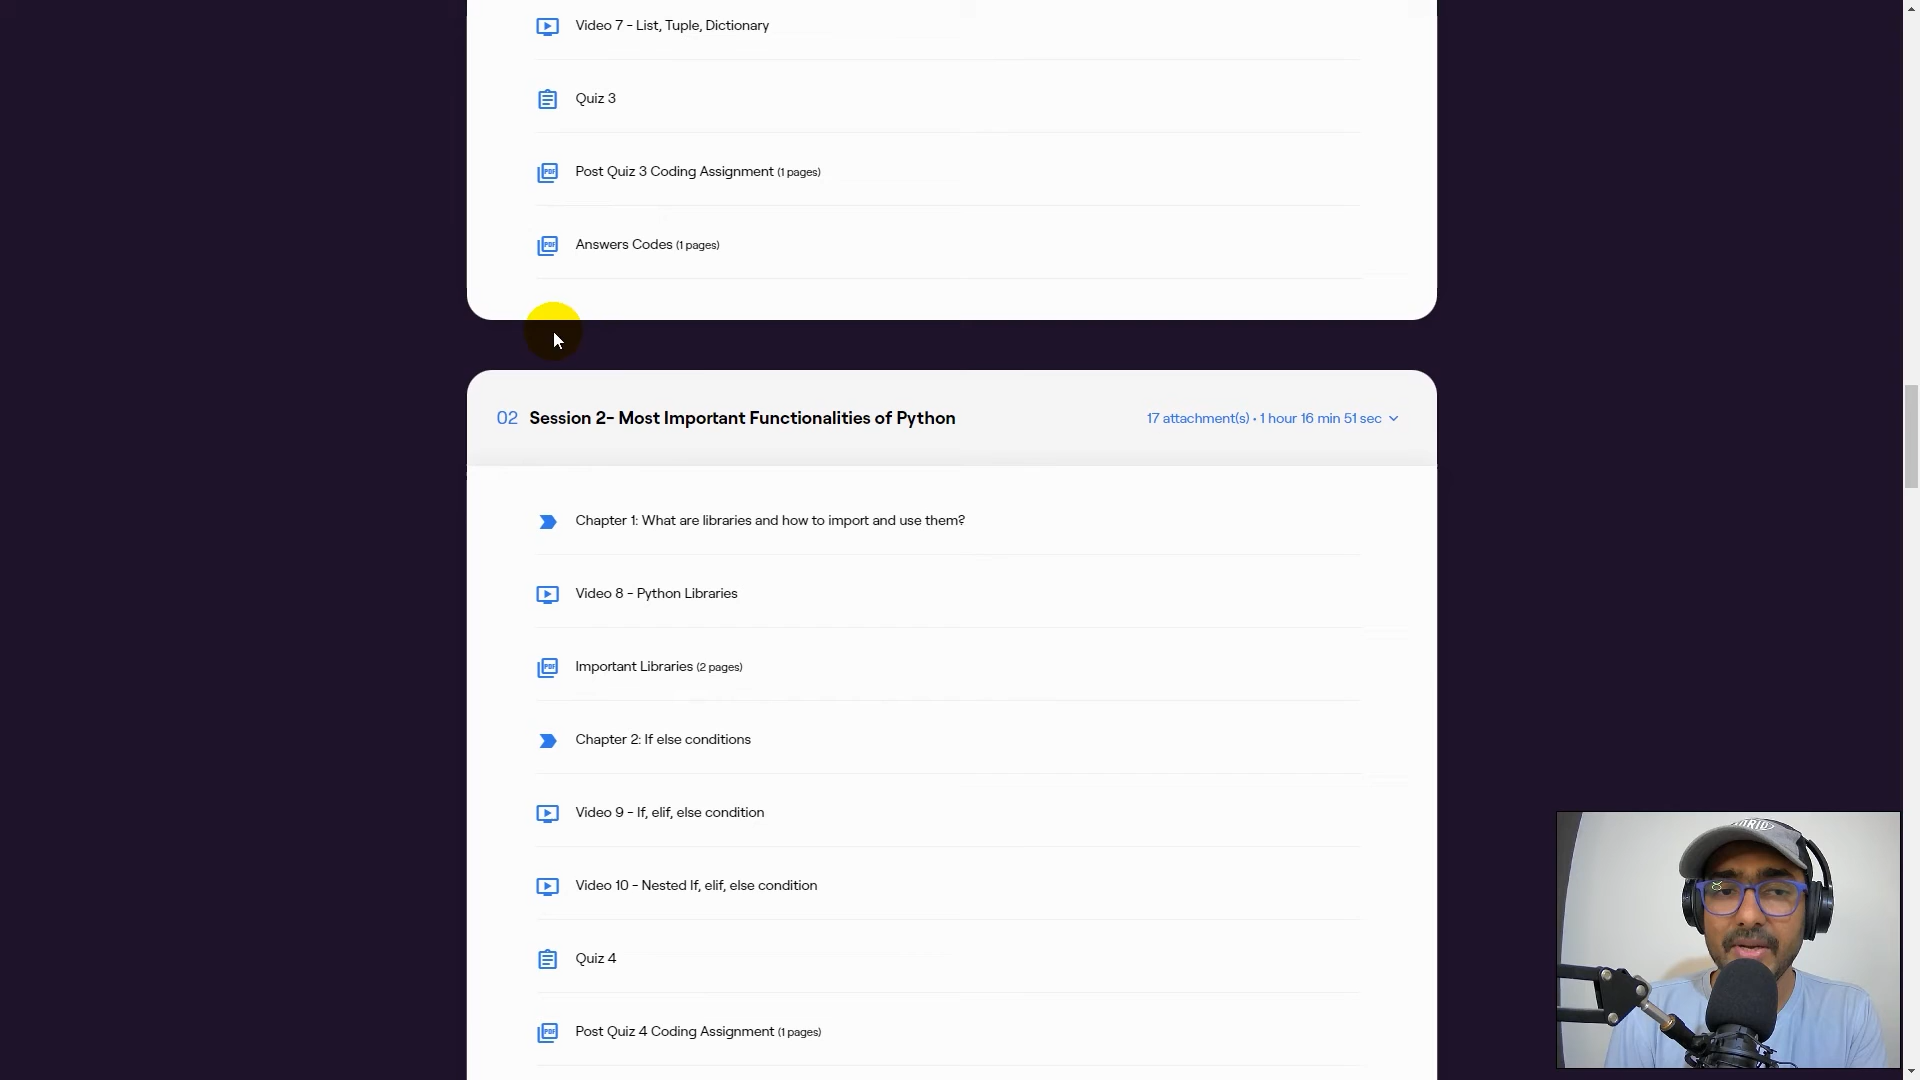 Video 7 - List, Tuple, Dictionary
Quiz 3
Post Quiz 3 Coding Assignment (1 pages)
Answers Codes (1 pages)
02 Session 2- Most Important Functionalities of Python 17 attachment(s) • 1 hour 16 min 51 sec
Chapter 1: What are libraries and how to import and use them?
Video 8 - Python Libraries
Important Libraries (2 pages)
Chapter 2: If else conditions
Video 9 - If, elif, else condition
Video 10 - Nested If, elif, else condition
Quiz 4
Post Quiz 4 Coding Assignment (1 pages)